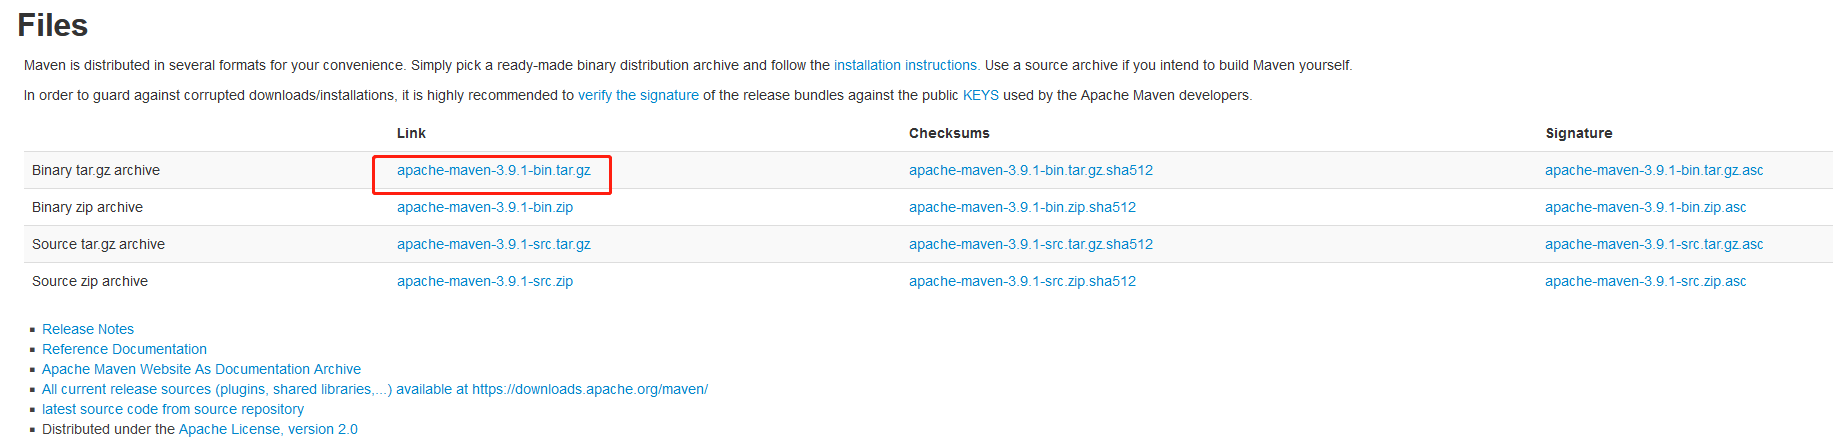 Files
Maven is distributed in several formats for your convenience. Simply pick a ready-made binary distribution archive and follow the installation instructions. Use a source archive if you intend to build Maven yourself.
In order to guard against corrupted downloads/installations, it is highly recommended to verify the signature of the release bundles against the public KEYS used by the Apache Maven developers.
Link Checksums Signature
Binary tar.gz archive apache-maven-3.9.1-bin.tar.gz apache-maven-3.9.1-bin.tar.gz.sha512 apache-maven-3.9.1-bin.tar.gz.asc
Binary zip archive apache-maven-3.9.1-bin.zip apache-maven-3.9.1-bin.zip.sha512 apache-maven-3.9.1-bin.zip.asc
Source tar.gz archive apache-maven-3.9.1-src.tar.gz apache-maven-3.9.1-src.tar.gz.sha512 apache-maven-3.9.1-src.tar.gz.asc
Source zip archive apache-maven-3.9.1-src.zip apache-maven-3.9.1-src.zip.sha512 apache-maven-3.9.1-src.zip.asc
Release Notes
Reference Documentation
Apache Maven Website As Documentation Archive
All current release sources (plugins, shared libraries,...) available at https://downloads.apache.org/maven/
latest source code from source repository
Distributed under the Apache License, version 2.0